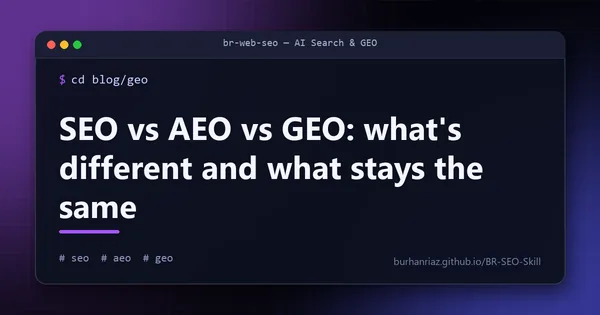 br-web-seo — AI Search & GEO
$ cd blog/geo
SEO vs AEO vs GEO: what's
different and what stays the
same
# seo # aeo # geo
burhanriaz.github.io/BR-SEO-Skill